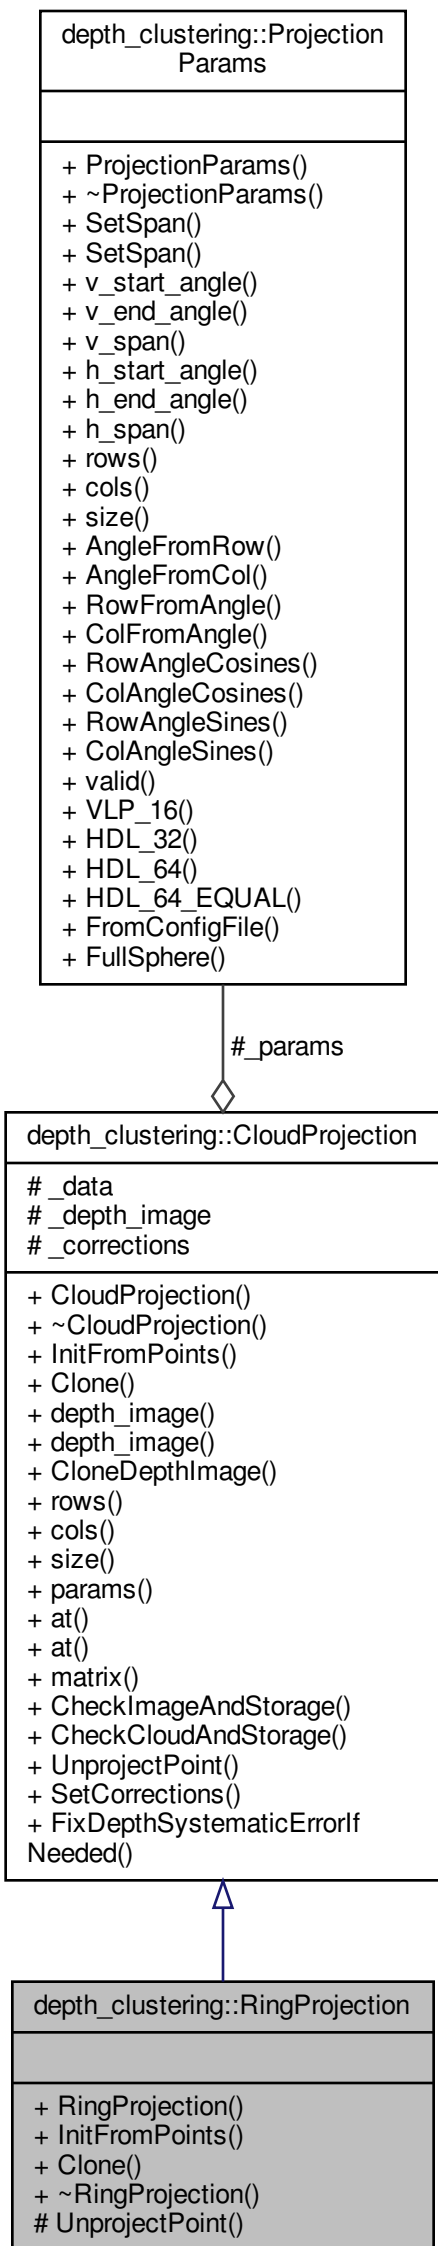 depth_clustering::Projection
Params
+ ProjectionParams()
+ ~ProjectionParams()
+ SetSpan()
+ SetSpan()
+ v_start_angle()
+ v_end_angle()
+ v_span()
+ h_start_angle()
+ h_end_angle()
+ h_span()
+ rows()
+ cols()
+ size()
+ AngleFromRow()
+ AngleFromCol()
+ RowFromAngle()
+ ColFromAngle()
+ RowAngleCosines()
+ ColAngleCosines()
+ RowAngleSines()
+ ColAngleSines()
+ valid()
+ VLP_16()
+ HDL_32()
+ HDL_64()
+ HDL_64_EQUAL()
+ FromConfigFile()
+ FullSphere()
#_params
depth_clustering::CloudProjection
# _data
# _depth_image
# _corrections
+ CloudProjection()
+ ~CloudProjection()
+ InitFromPoints()
+ Clone()
+ depth_image()
+ depth_image()
+ CloneDepthImage()
+ rows()
+ cols()
+ size()
+ params()
+ at()
+ at()
+ matrix()
+ CheckImageAndStorage()
+ CheckCloudAndStorage()
+ UnprojectPoint()
+ SetCorrections()
+ FixDepthSystematicErrorIf
Needed()
depth_clustering::RingProjection
+ RingProjection()
+ InitFromPoints()
+ Clone()
+ ~RingProjection()
# UnprojectPoint()